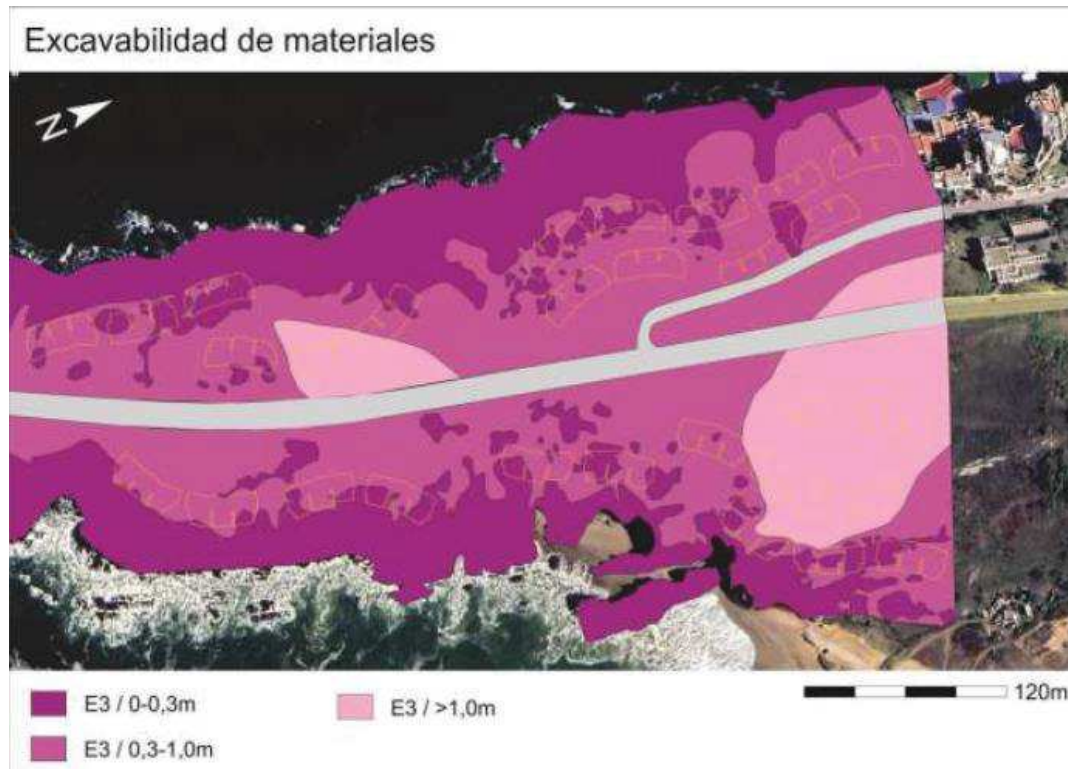 Excavabilidad de materiales
N
E3 / 0-0,3m
E3 / >1,0m
E3 / 0,3-1,0m
120m